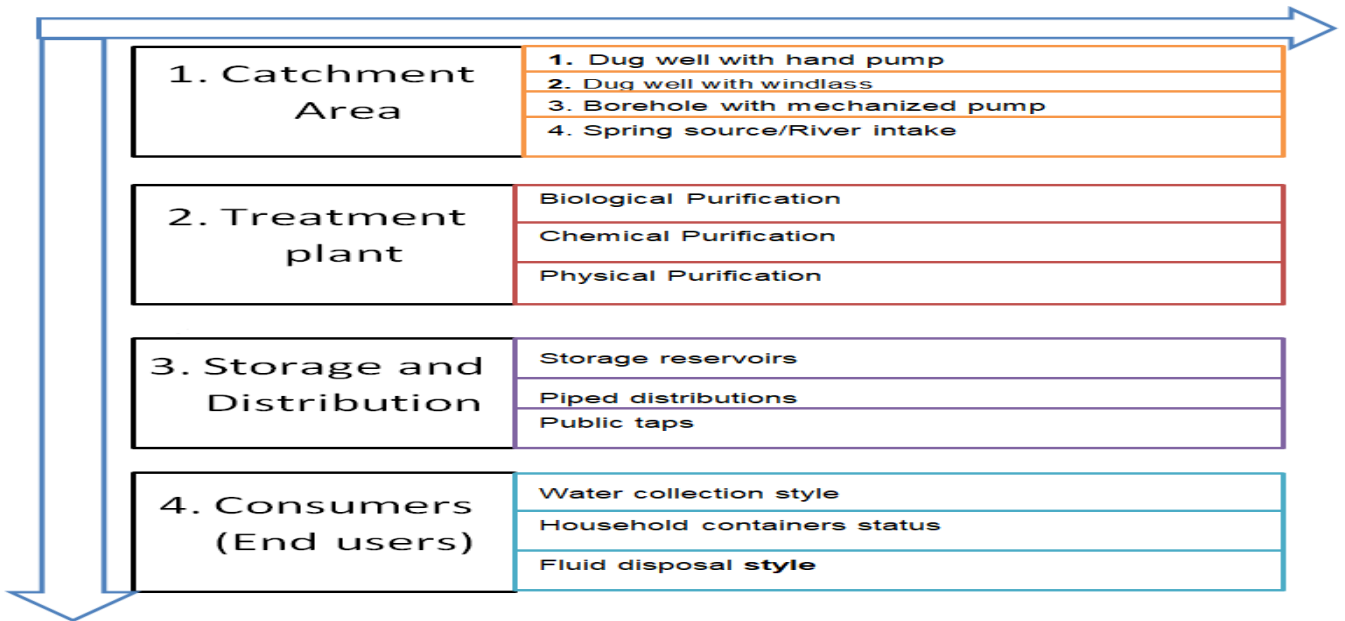 1. Catchment
Area
1. Dug well with hand pump
2. Dug well with windlass
3. Borehole with mechanized pump
4. Spring source/River intake
2. Treatment
plant
Biological Purification
Chemical Purification
Physical Purification
3. Storage and
Distribution
Storage reservoirs
Piped distributions
Public taps
4. Consumers
(End users)
Water collection style
Household containers status
Fluid disposal style